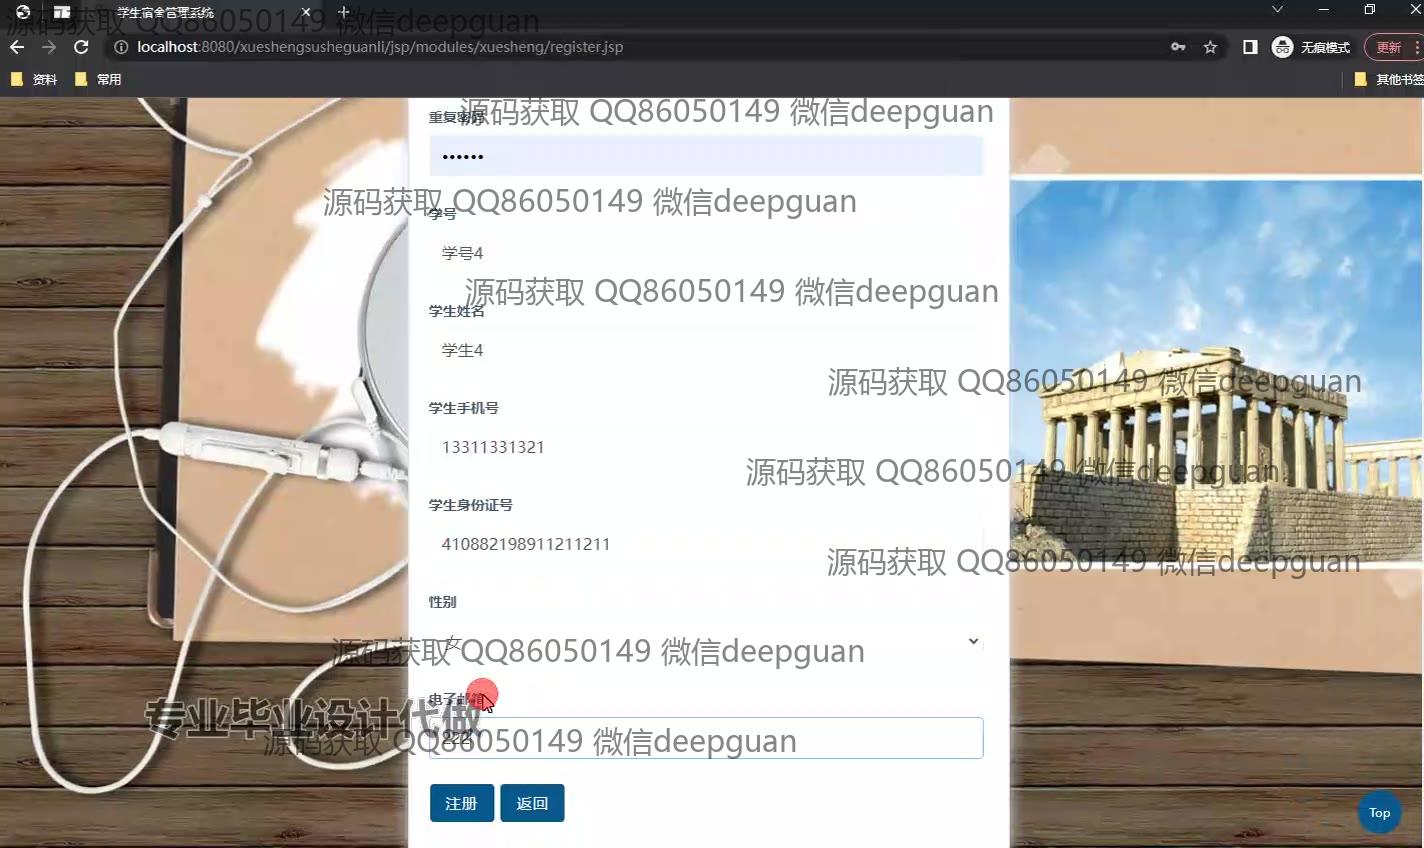 学生宿舍管理系统
源码获取 QQ86050149 微信deepguan
localhost:8080/xueshengsusheguanli/jsp/modules/xuesheng/register.jsp
无痕模式
更新
资料
常用
其他书签
重复密码
源码获取 QQ86050149 微信deepguan
••••••
源码获取 QQ86050149 微信deepguan
学号
学号4
源码获取 QQ86050149 微信deepguan
学生姓名
学生4
源码获取 QQ86050149 微信deepguan
学生手机号
13311331321
源码获取 QQ86050149 微信deepguan
学生身份证号
410882198911211211
源码获取 QQ86050149 微信deepguan
性别
女
源码获取 QQ86050149 微信deepguan
电子邮箱
专业毕业设计代做
源码获取 QQ86050149 微信deepguan
注册
返回
Top